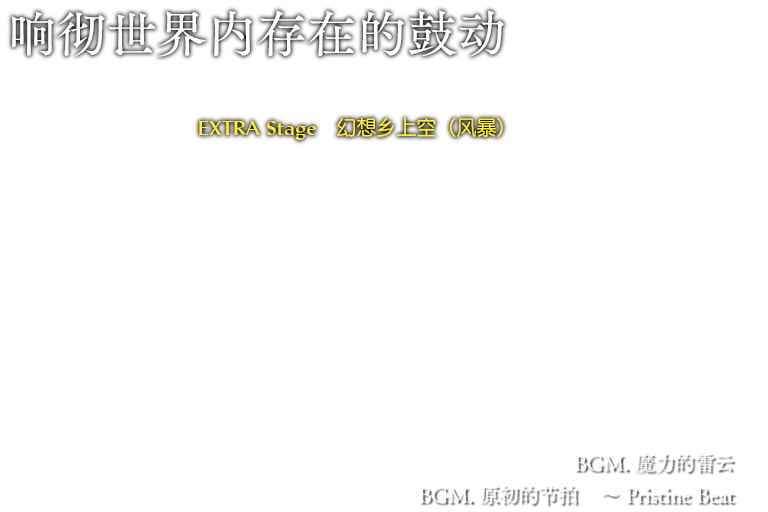 响彻世界内存在的鼓动
EXTRA Stage　幻想乡上空（风暴）
BGM. 魔力的雷云
BGM. 原初的节拍　～ Pristine Beat